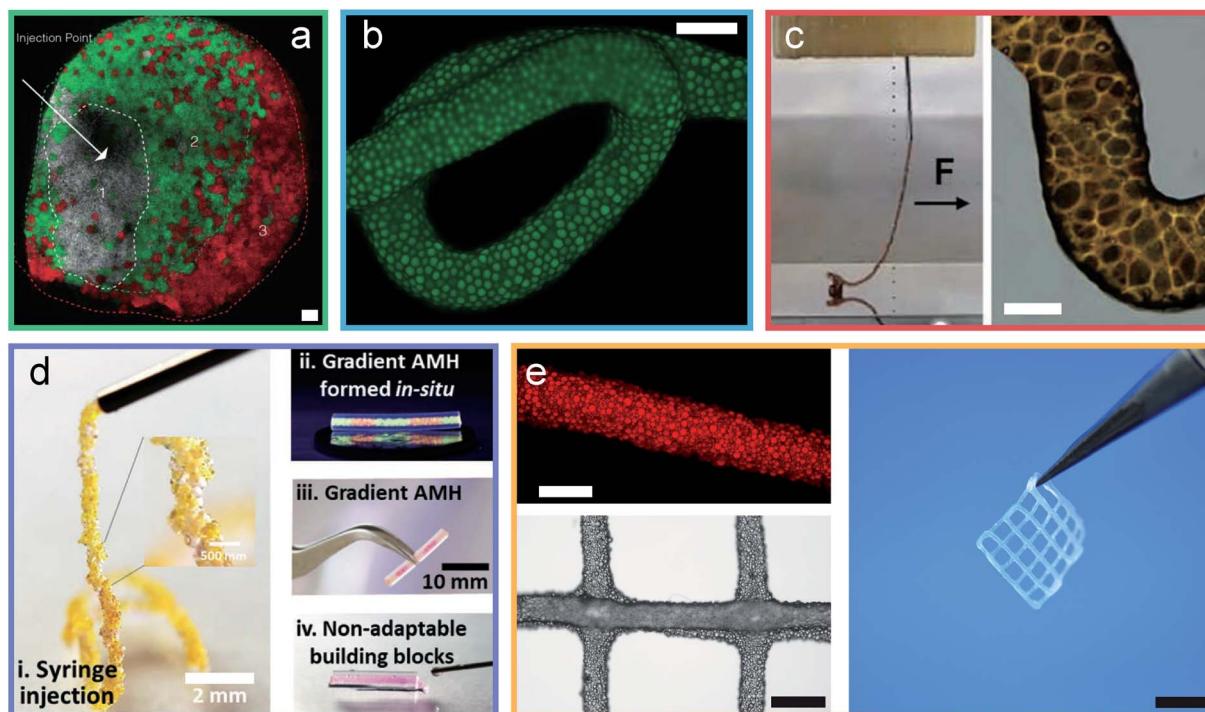 a
Injection Point
1
2
3
b
c
F
d
i. Syringe
injection
500 mm
2 mm
ii. Gradient AMH
formed in-situ
iii. Gradient AMH
10 mm
iv. Non-adaptable
building blocks
e